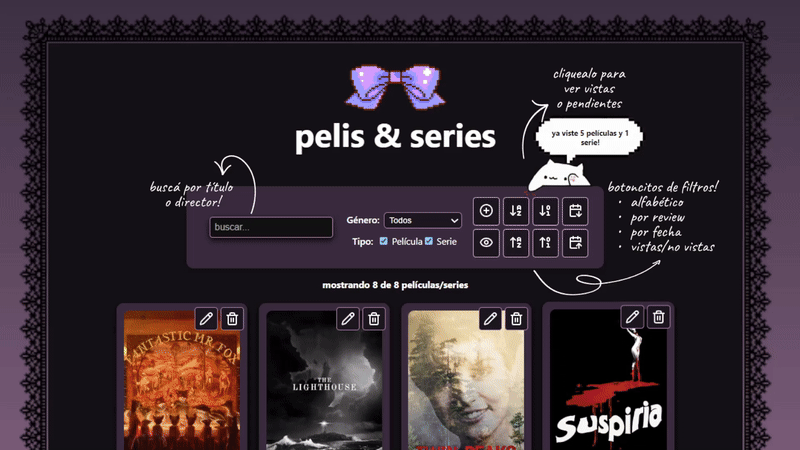 cliquealo para
ver vistas
o pendientes
pelis & series
ya viste 5 películas y 1
serie!
buscá por título
o director!
botoncitos de filtros!
• alfabético
• por review
• por fecha
• vistas/no vistas
buscar...
Género: Todos
Tipo: Película Serie
mostrando 8 de 8 películas/series
FANTASTIC MR. FOX
THE
LIGHTHOUSE
Suspiria